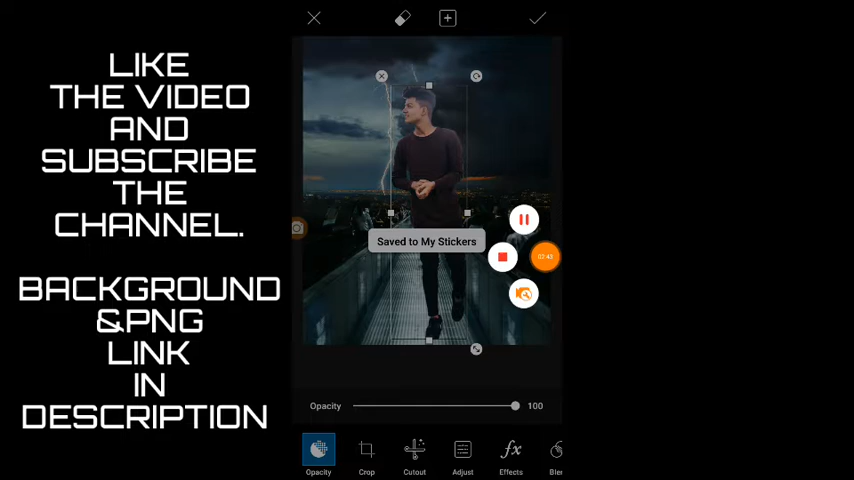 LIKE
THE VIDEO
AND
SUBSCRIBE
THE
CHANNEL.
BACKGROUND
&PNG
LINK
IN
DESCRIPTION
Saved to My Stickers
02:43
Opacity 100
Opacity Crop Cutout Adjust Effects Blen